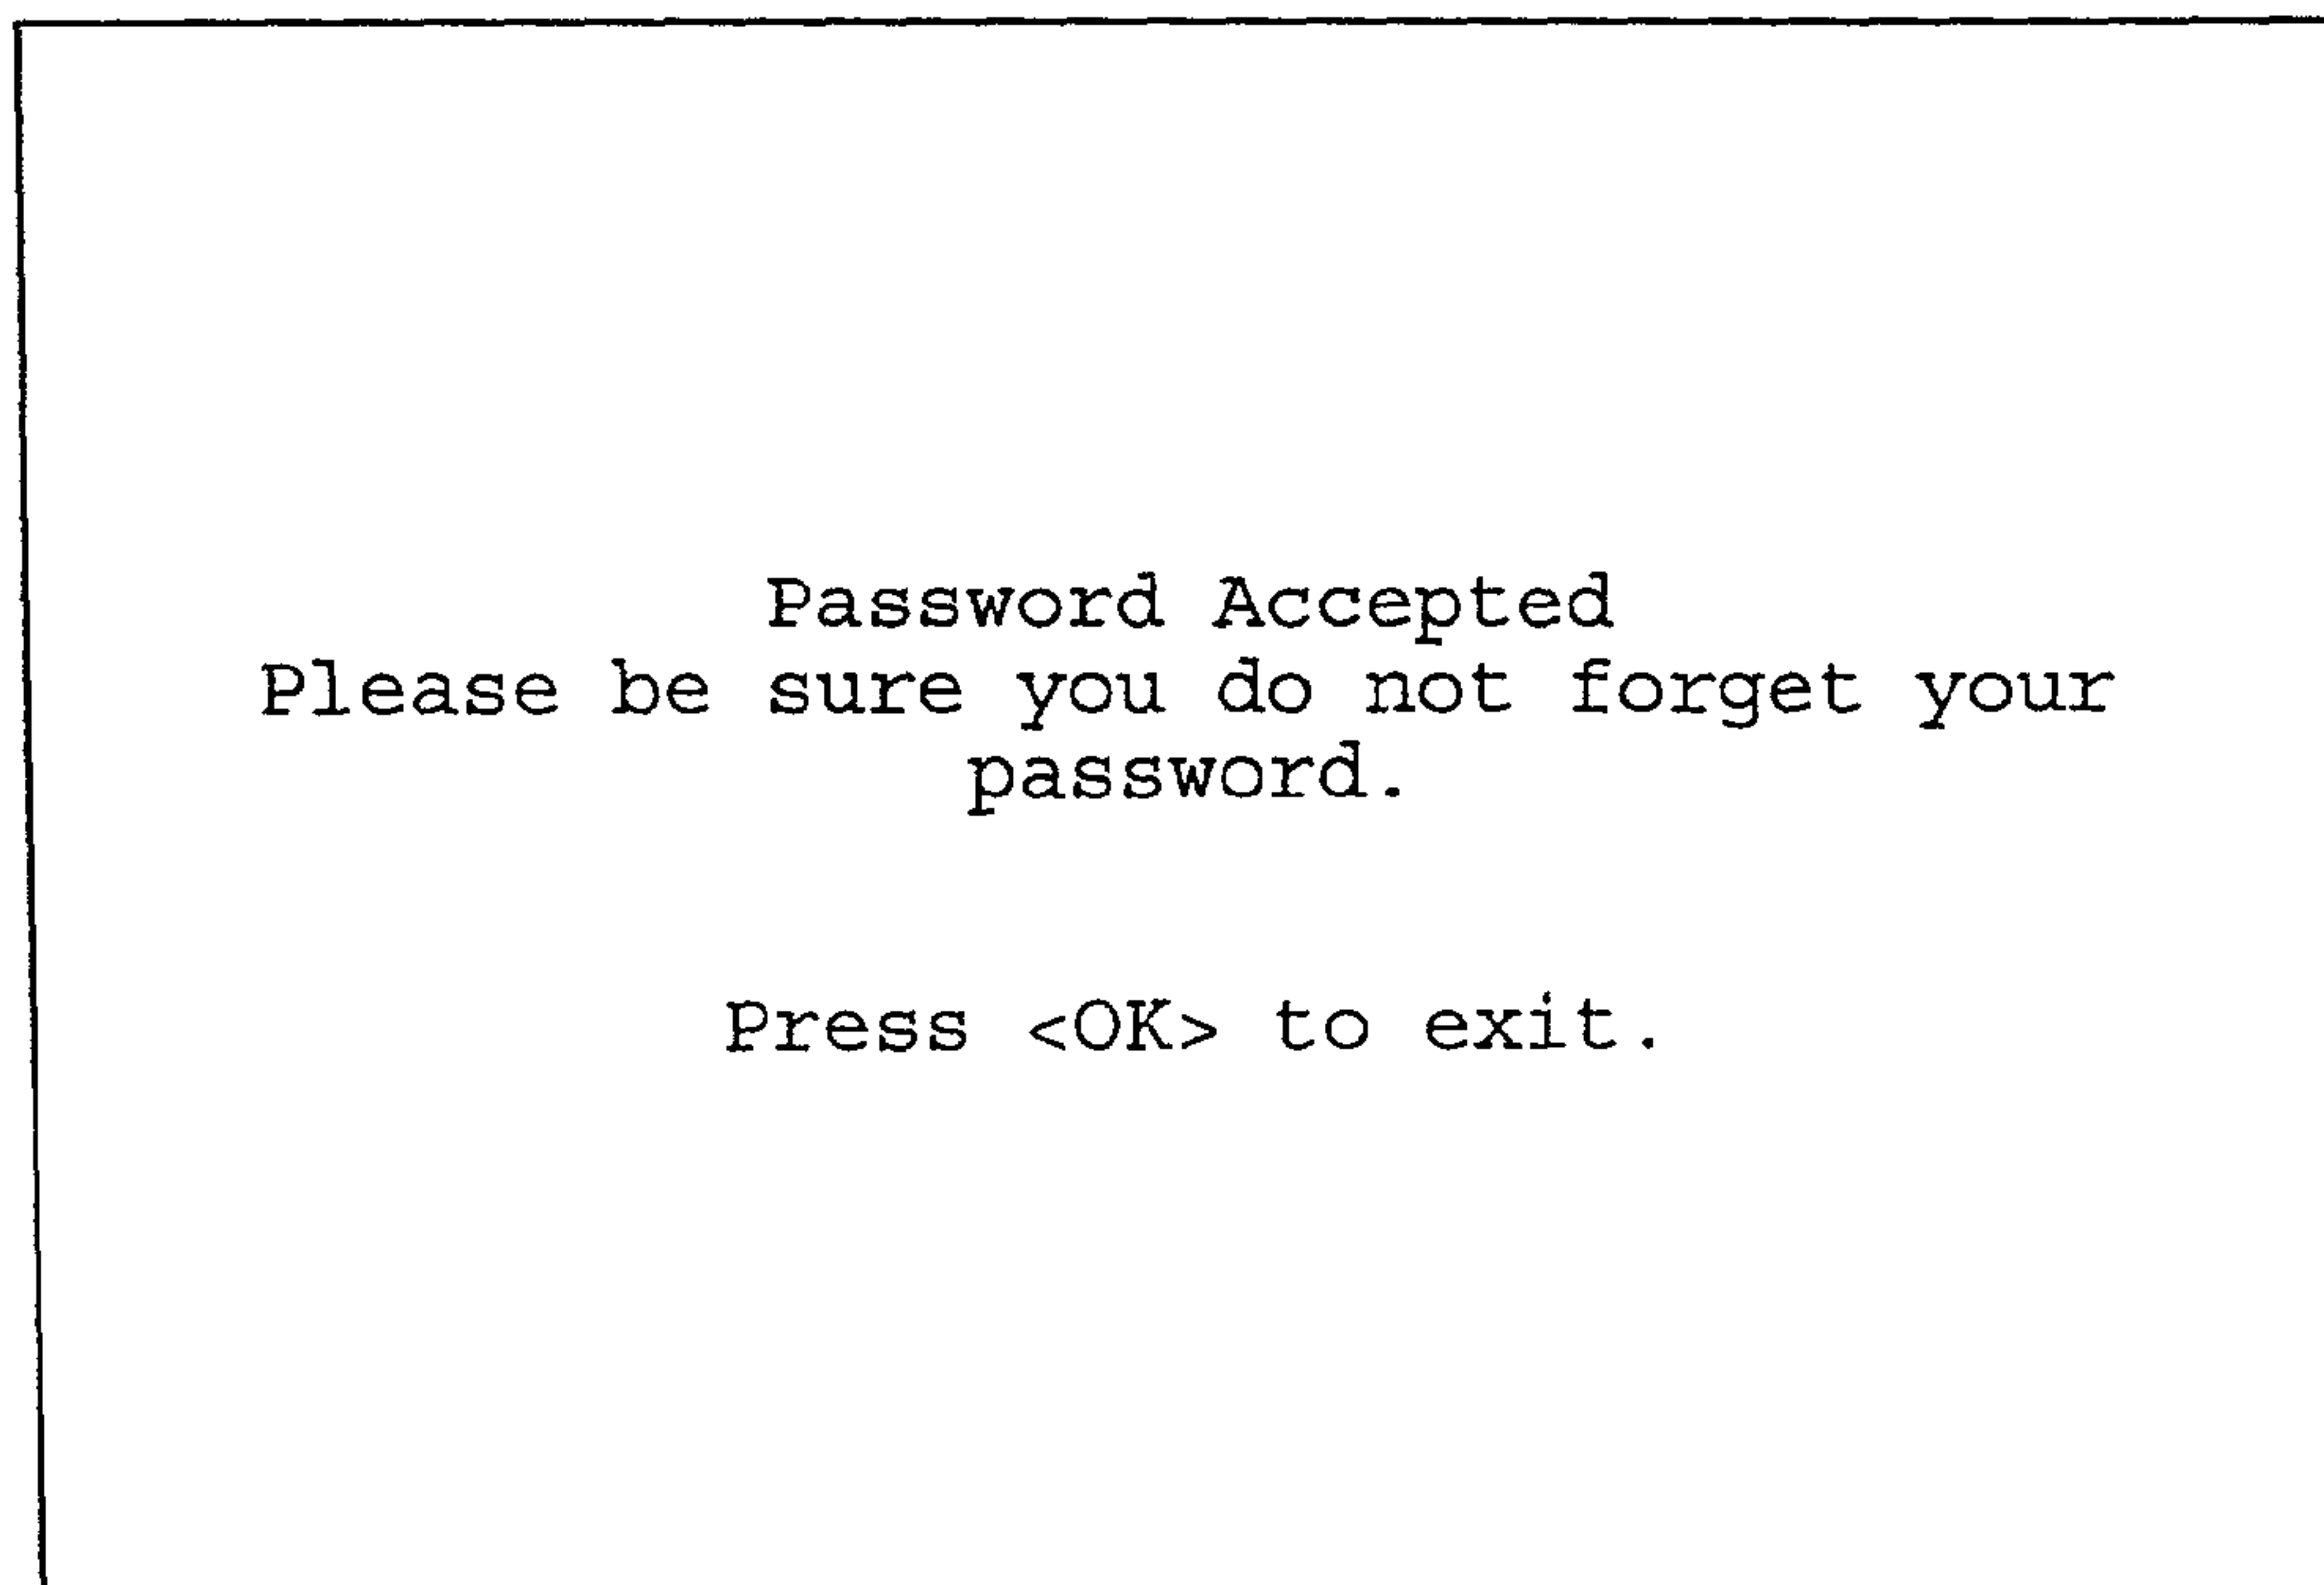 Password Accepted
Please be sure you do not forget your
password.
Press <OK> to exit.